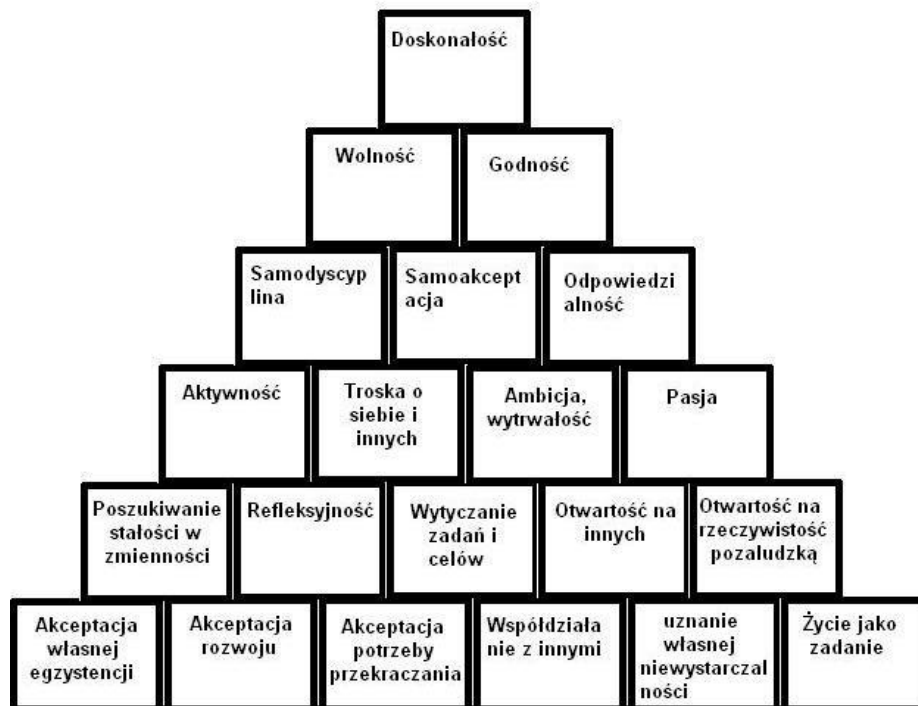 Doskonałość
Wolność
Godność
Samodyscyp
lina
Samoakcept
acja
Odpowiedzi
alność
Aktywność
Troska o
siebie i
innych
Ambicja,
wytrwałość
Pasja
Poszukiwanie
stałości w
zmienności
Refleksyjność
Wytyczanie
zadań i
celów
Otwartość na
innych
Otwartość na
rzeczywistość
pozaludzką
Akceptacja
własnej
egzystencji
Akceptacja
rozwoju
Akceptacja
potrzeby
przekraczania
Współdziała
nie z innymi
uznanie
własnej
niewystarczal
ności
Życie jako
zadanie